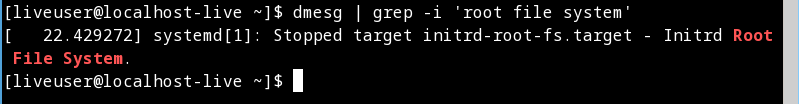 [liveuser@localhost-live ~]$ dmesg | grep -i 'root file system'
[   22.429272] systemd[1]: Stopped target initrd-root-fs.target - Initrd Root
 File System.
[liveuser@localhost-live ~]$